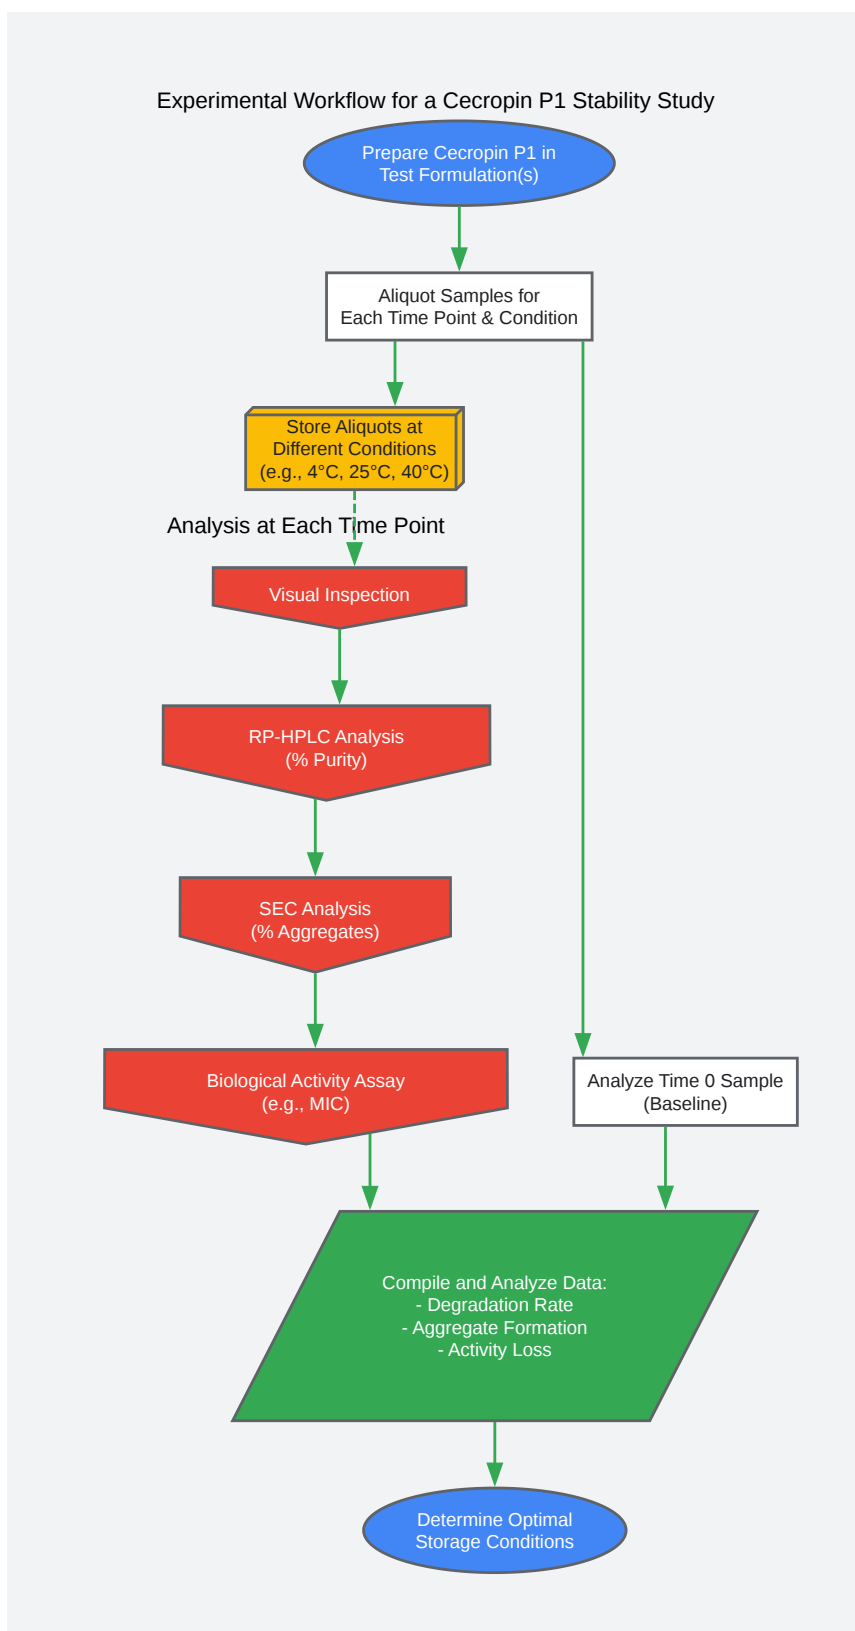 Experimental Workflow for a Cecropin P1 Stability Study
Prepare Cecropin P1 in
Test Formulation(s)
Aliquot Samples for
Each Time Point & Condition
Store Aliquots at
Different Conditions
(e.g., 4°C, 25°C, 40°C)
Analysis at Each Time Point
Visual Inspection
RP-HPLC Analysis
(% Purity)
SEC Analysis
(% Aggregates)
Biological Activity Assay
(e.g., MIC)
Analyze Time 0 Sample
(Baseline)
Compile and Analyze Data:
- Degradation Rate
- Aggregate Formation
- Activity Loss
Determine Optimal
Storage Conditions